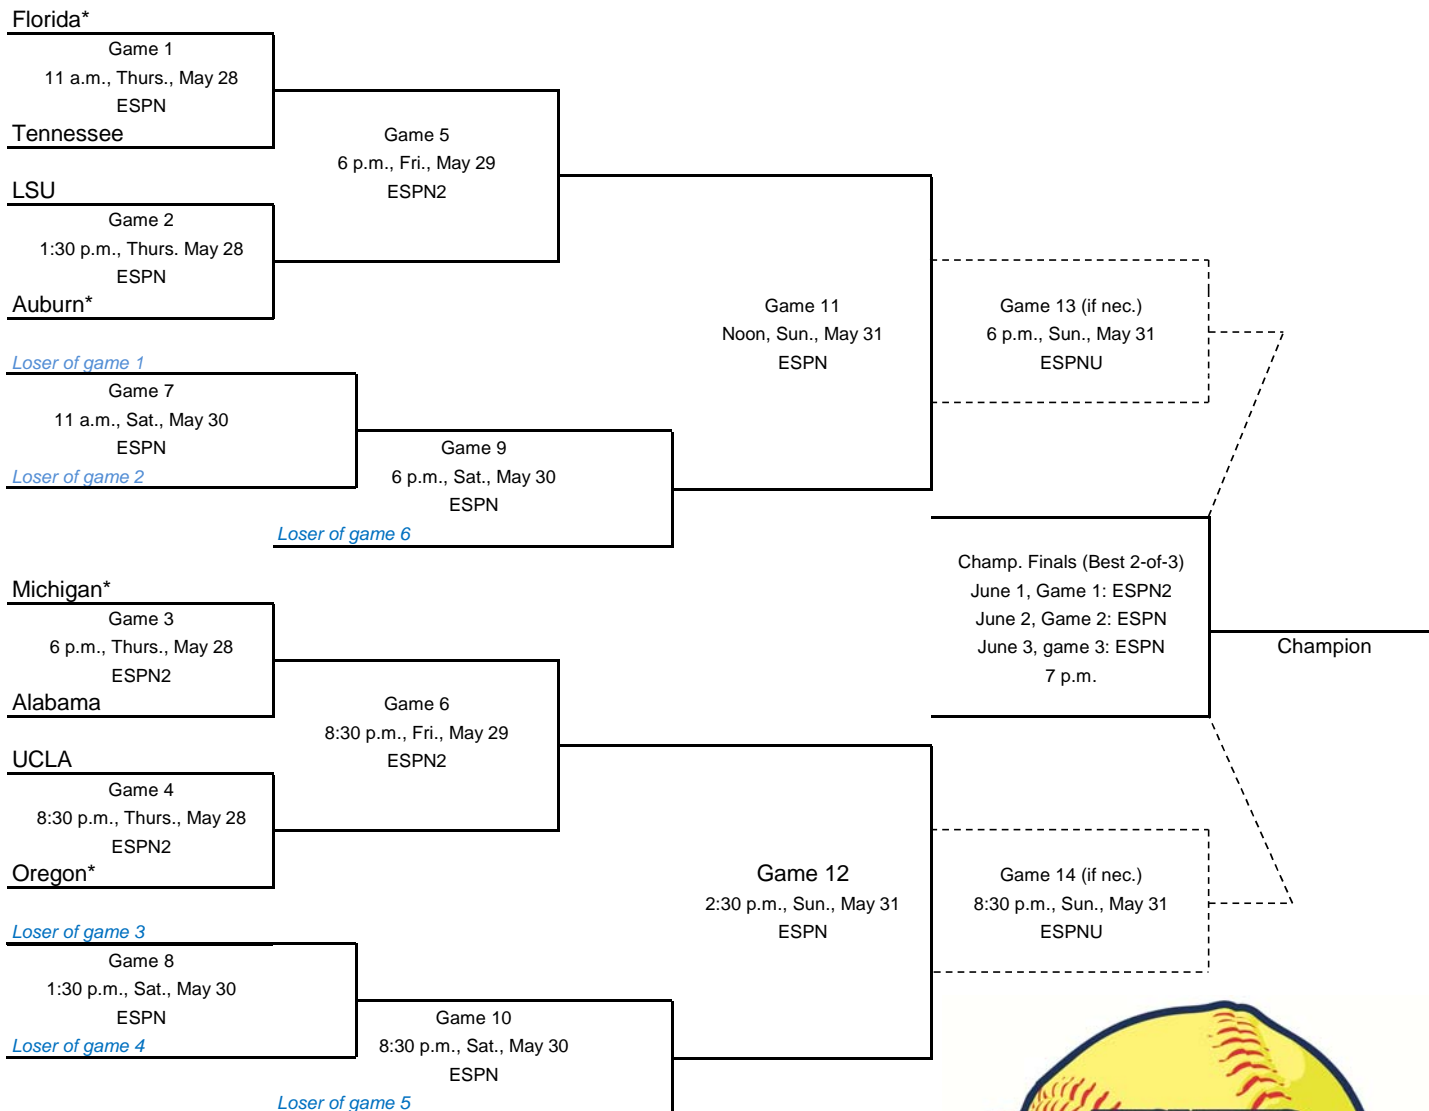 Florida*
Game 1
11 a.m., Thurs., May 28
ESPN
Tennessee
Game 5
6 p.m., Fri., May 29
ESPN2
LSU
Game 2
1:30 p.m., Thurs. May 28
ESPN
Auburn*
Game 11
Noon, Sun., May 31
ESPN
Game 13 (if nec.)
6 p.m., Sun., May 31
ESPNU
Loser of game 1
Game 7
11 a.m., Sat., May 30
ESPN
Loser of game 2
Game 9
6 p.m., Sat., May 30
ESPN
Loser of game 6
Champ. Finals (Best 2-of-3)
June 1, Game 1: ESPN2
June 2, Game 2: ESPN
June 3, game 3: ESPN
7 p.m.
Champion
Michigan*
Game 3
6 p.m., Thurs., May 28
ESPN2
Alabama
Game 6
8:30 p.m., Fri., May 29
ESPN2
UCLA
Game 4
8:30 p.m., Thurs., May 28
ESPN2
Oregon*
Game 12
2:30 p.m., Sun., May 31
ESPN
Game 14 (if nec.)
8:30 p.m., Sun., May 31
ESPNU
Loser of game 3
Game 8
1:30 p.m., Sat., May 30
ESPN
Loser of game 4
Game 10
8:30 p.m., Sat., May 30
ESPN
Loser of game 5